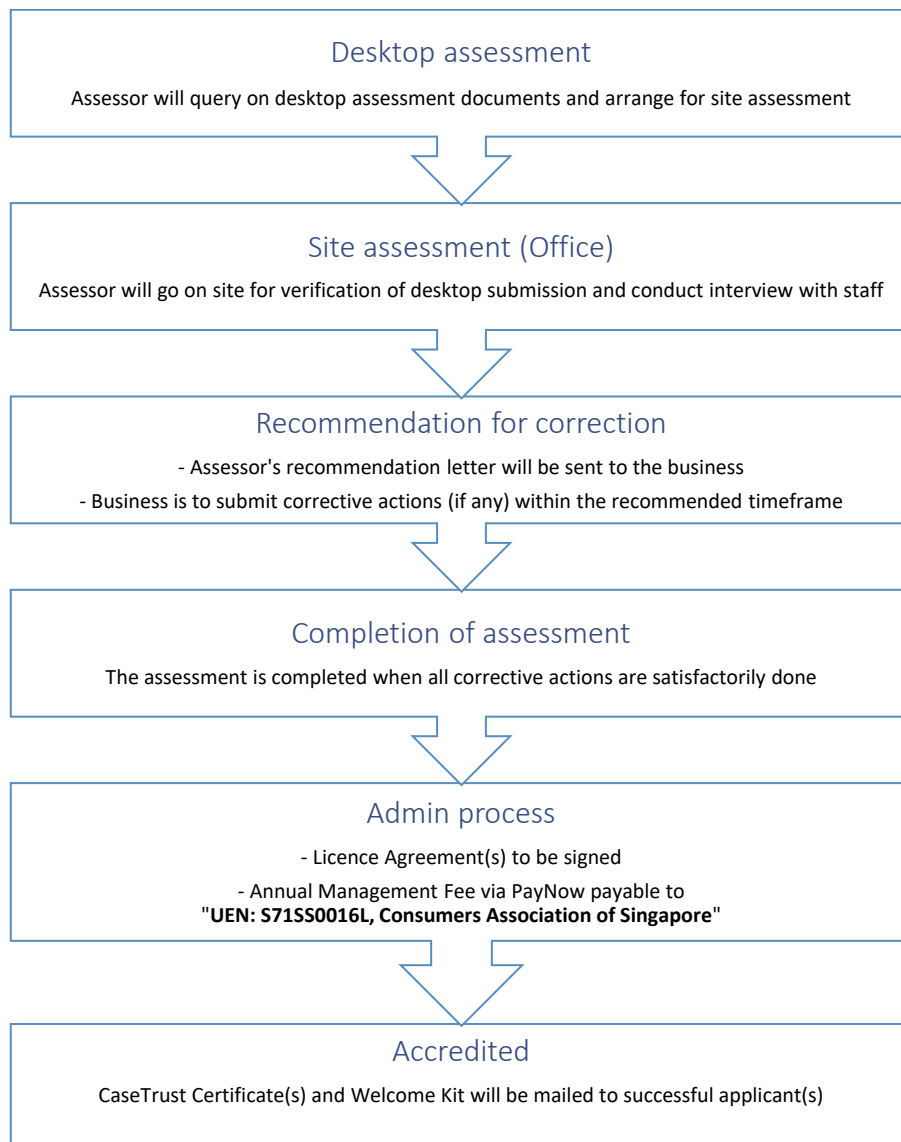 Desktop assessment
Assessor will query on desktop assessment documents and arrange for site assessment
Site assessment (Office)
Assessor will go on site for verification of desktop submission and conduct interview with staff
Recommendation for correction
- Assessor's recommendation letter will be sent to the business
- Business is to submit corrective actions (if any) within the recommended timeframe
Completion of assessment
The assessment is completed when all corrective actions are satisfactorily done
Admin process
- Licence Agreement(s) to be signed
- Annual Management Fee via PayNow payable to
"UEN: S71SS0016L, Consumers Association of Singapore"
Accredited
CaseTrust Certificate(s) and Welcome Kit will be mailed to successful applicant(s)